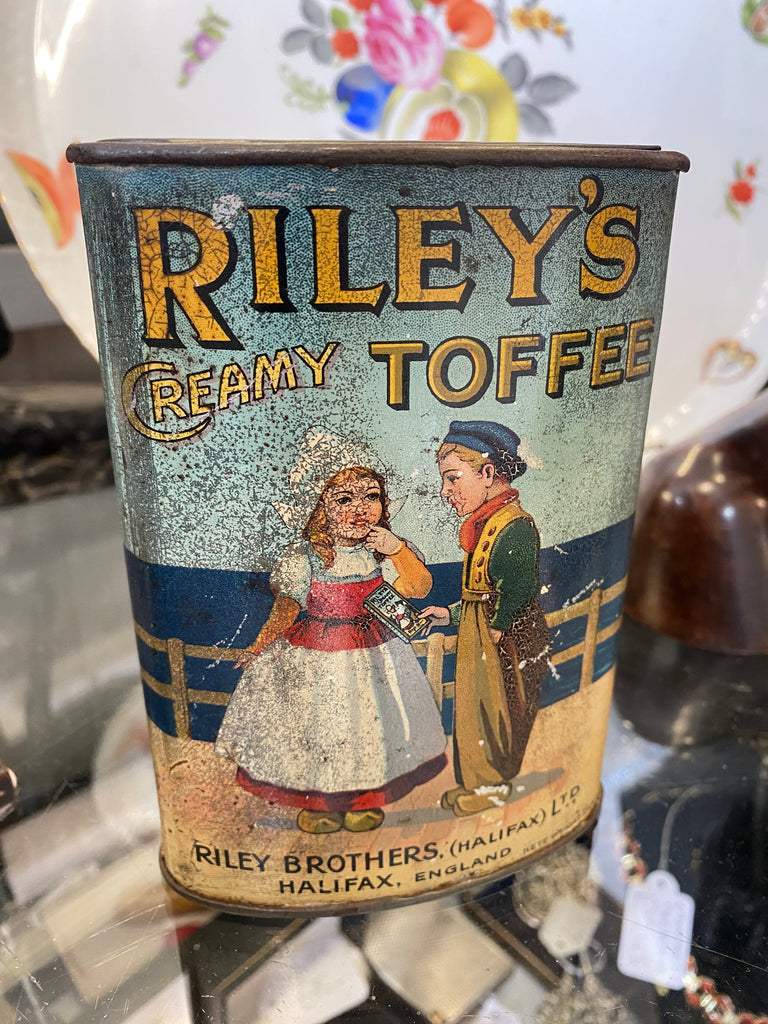 RILEY'S
CREAMY TOFFEE
RILEY BROTHERS, (HALIFAX) LTD
HALIFAX, ENGLAND